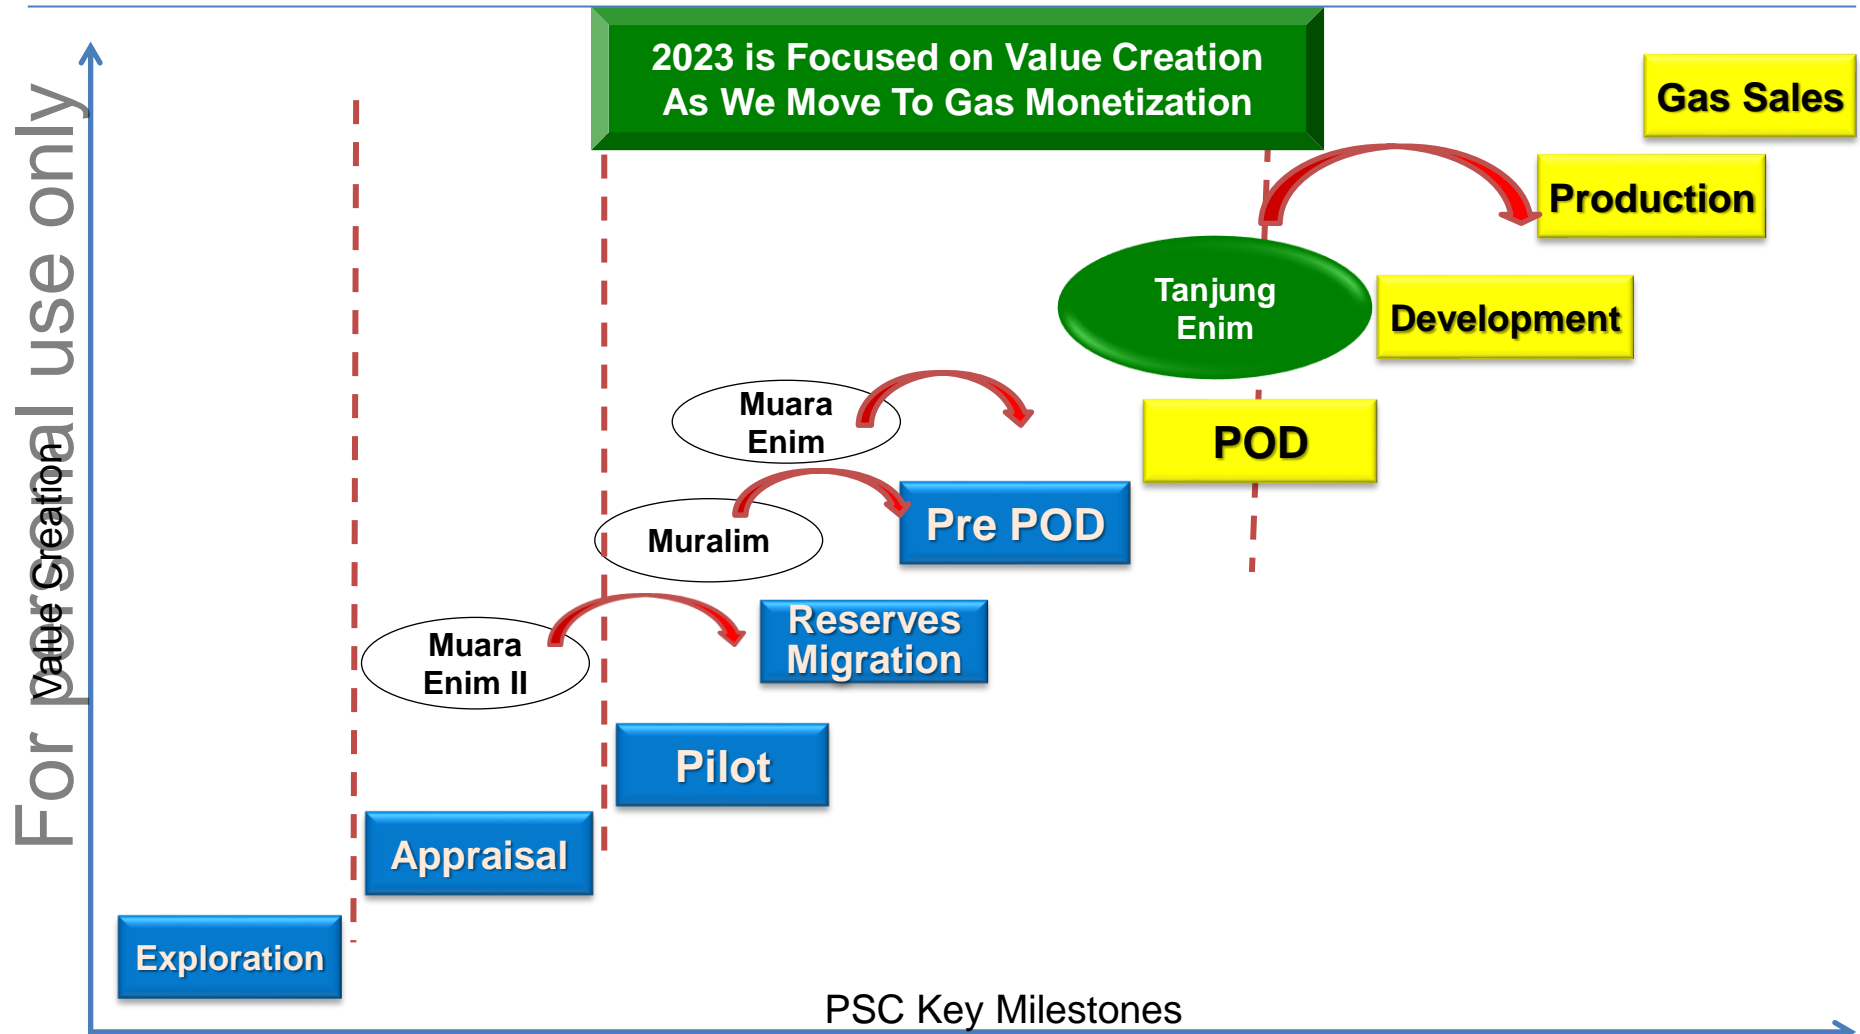 2023 is Focused on Value Creation
As We Move To Gas Monetization
Gas Sales
Production
Tanjung
Enim
Development
Muara
Enim
POD
Muralim
Pre POD
Muara
Enim II
Reserves
Migration
Pilot
Appraisal
Exploration
PSC Key Milestones
Value Creation
For personal use only